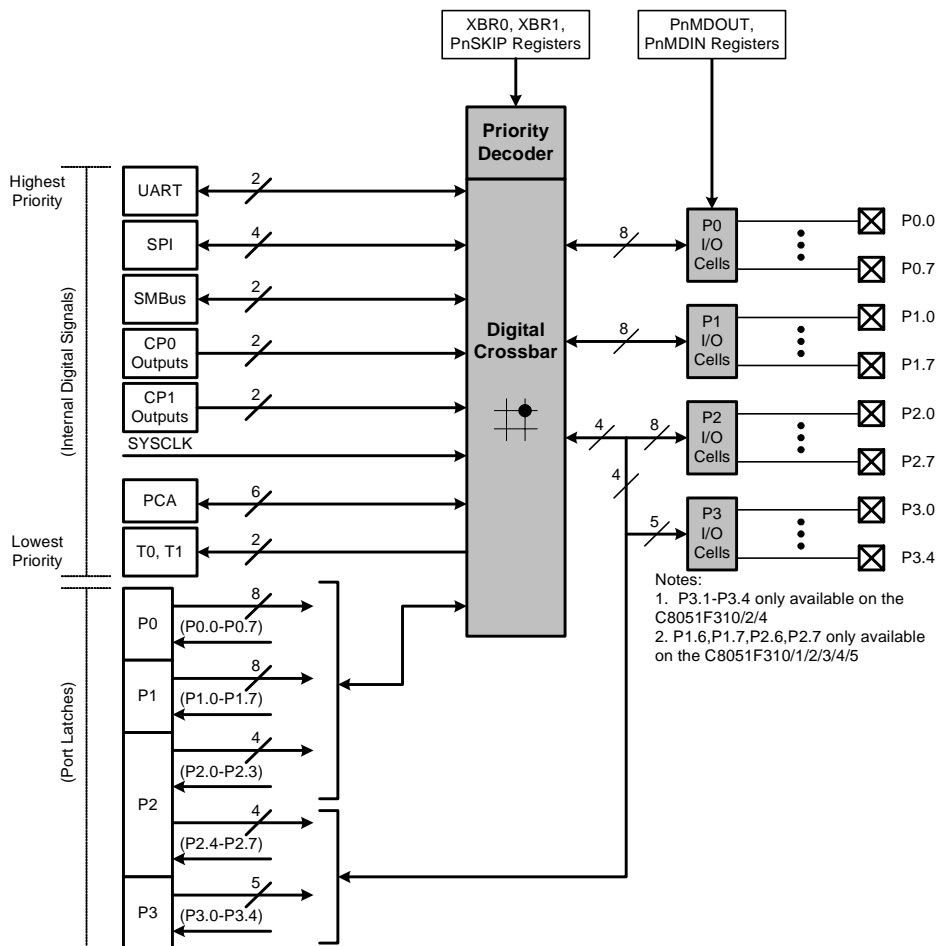 XBR0, XBR1,
PnSKIP Registers
PnMDOUT,
PnMDIN Registers
Priority
Decoder
Highest
Priority
UART
2
SPI
4
SMBus
2
CP0
Outputs
2
CP1
Outputs
2
SYSCLK
PCA
6
Lowest
Priority
T0, T1
2
(Internal Digital Signals)
Digital
Crossbar
8
P0
I/O
Cells
P0.0
P0.7
8
P1
I/O
Cells
P1.0
P1.7
4
8
P2
I/O
Cells
P2.0
P2.7
4
5
P3
I/O
Cells
P3.0
P3.4
Notes:
1. P3.1-P3.4 only available on the
C8051F310/2/4
2. P1.6,P1.7,P2.6,P2.7 only available
on the C8051F310/1/2/3/4/5
(Port Latches)
P0
8
(P0.0-P0.7)
P1
8
(P1.0-P1.7)
P2
4
(P2.0-P2.3)
4
(P2.4-P2.7)
P3
5
(P3.0-P3.4)